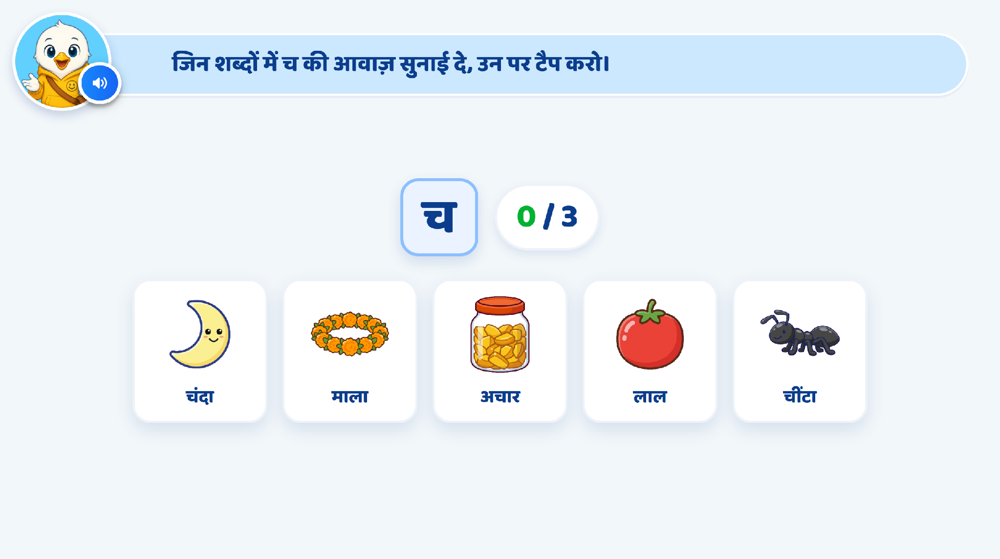 जिन शब्दों में च की आवाज़ सुनाई दे, उन पर टैप करो।
च
0 / 3
चंदा
माला
अचार
लाल
चींटा